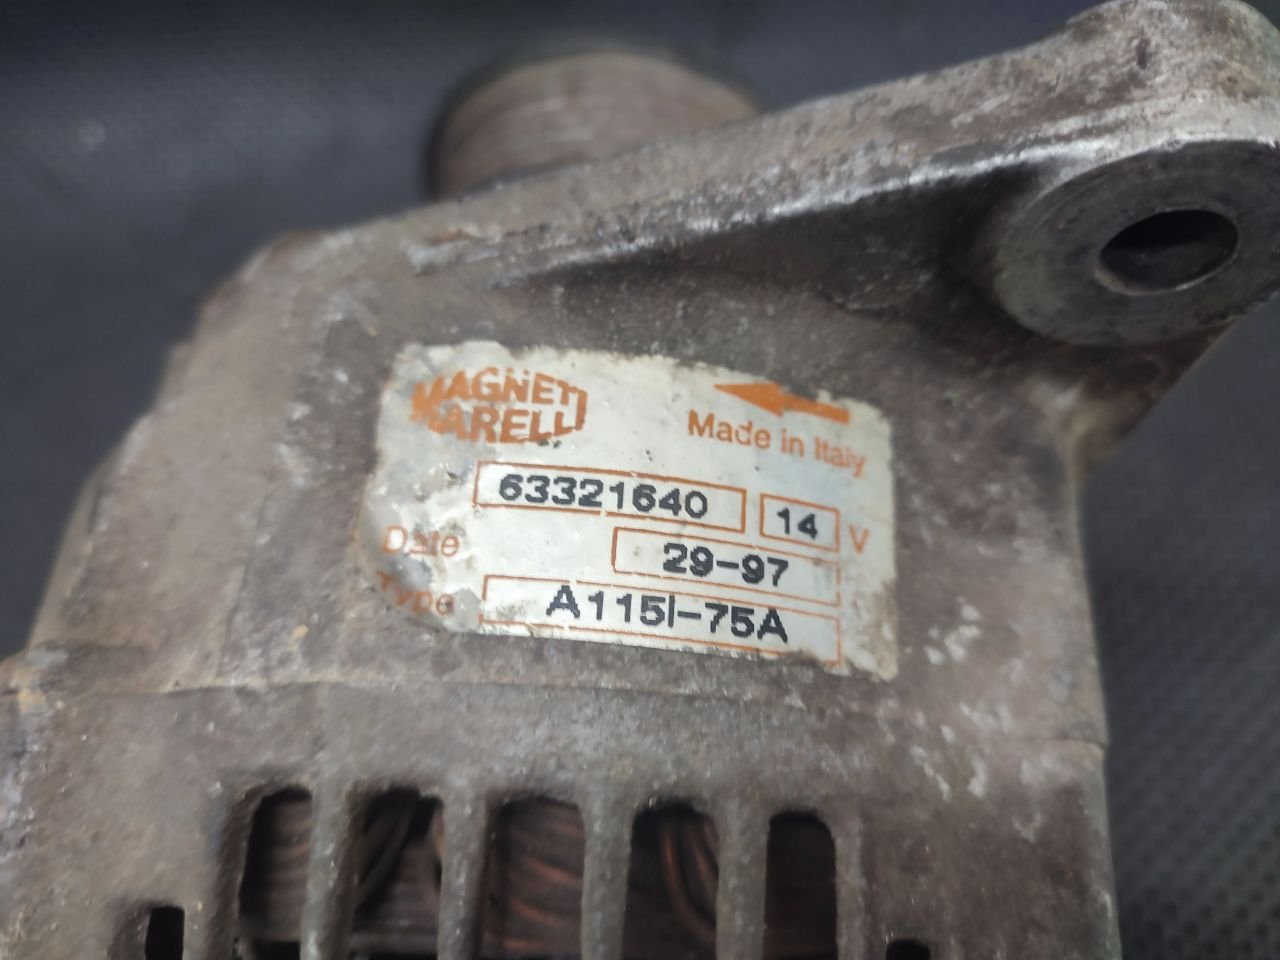 MAGNETI
MARELLI
Made in Italy
63321640 14 V
Date 29-97
Type A115I-75A